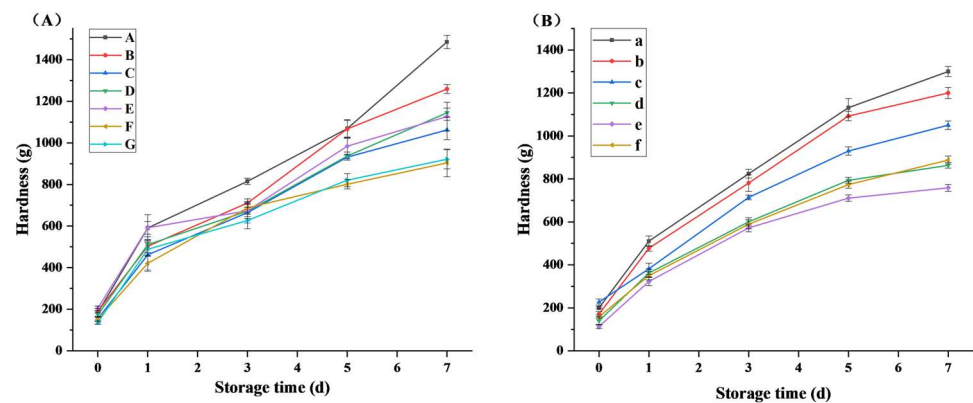 (A)
A
B
C
D
E
F
G
1400
1200
1000
800
600
400
200
0
Hardness (g)
0 1 2 3 4 5 6 7
Storage time (d)
(B)
a
b
c
d
e
f
1400
1200
1000
800
600
400
200
0
Hardness (g)
0 1 2 3 4 5 6 7
Storage time (d)